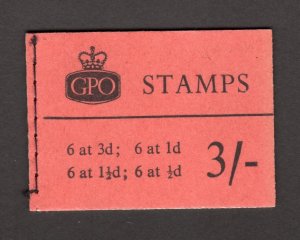 GPO STAMPS
6 at 3d; 6 at 1d
6 at 1½d; 6 at ½d
3/-